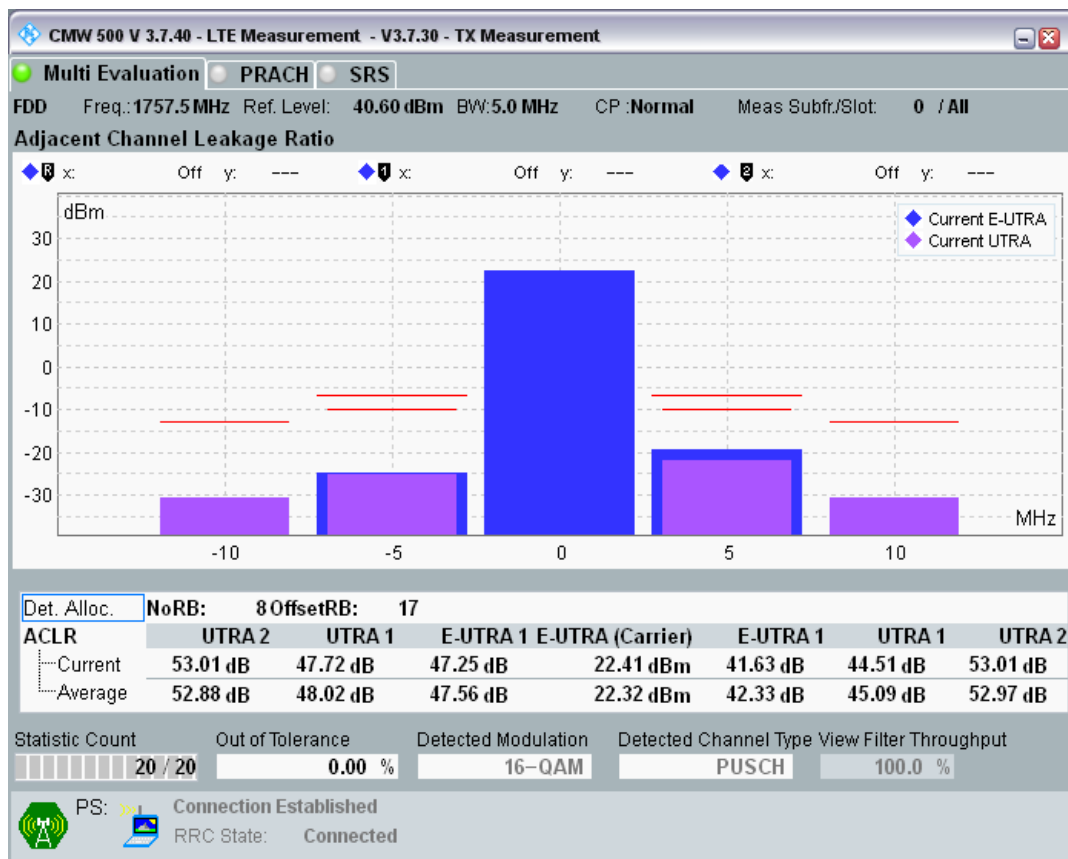 CMW 500 V 3.7.40 - LTE Measurement - V3.7.30 - TX Measurement
Multi Evaluation PRACH SRS
FDD Freq.:1757.5 MHz Ref. Level: 40.60 dBm BW:5.0 MHz CP :Normal Meas Subfr./Slot: 0 / All
Adjacent Channel Leakage Ratio
R x: Off y: --- 1 x: Off y: --- 2 x: Off y: ---
dBm
Current E-UTRA
Current UTRA
30
20
10
0
-10
-20
-30
MHz
-10 -5 0 5 10
Det. Alloc. NoRB: 8 OffsetRB: 17
ACLR UTRA 2 UTRA 1 E-UTRA 1 E-UTRA (Carrier) E-UTRA 1 UTRA 1 UTRA 2
Current 53.01 dB 47.72 dB 47.25 dB 22.41 dBm 41.63 dB 44.51 dB 53.01 dB
Average 52.88 dB 48.02 dB 47.56 dB 22.32 dBm 42.33 dB 45.09 dB 52.97 dB
Statistic Count Out of Tolerance Detected Modulation Detected Channel Type View Filter Throughput
20 / 20 0.00 % 16-QAM PUSCH 100.0 %
PS: Connection Established
RRC State: Connected